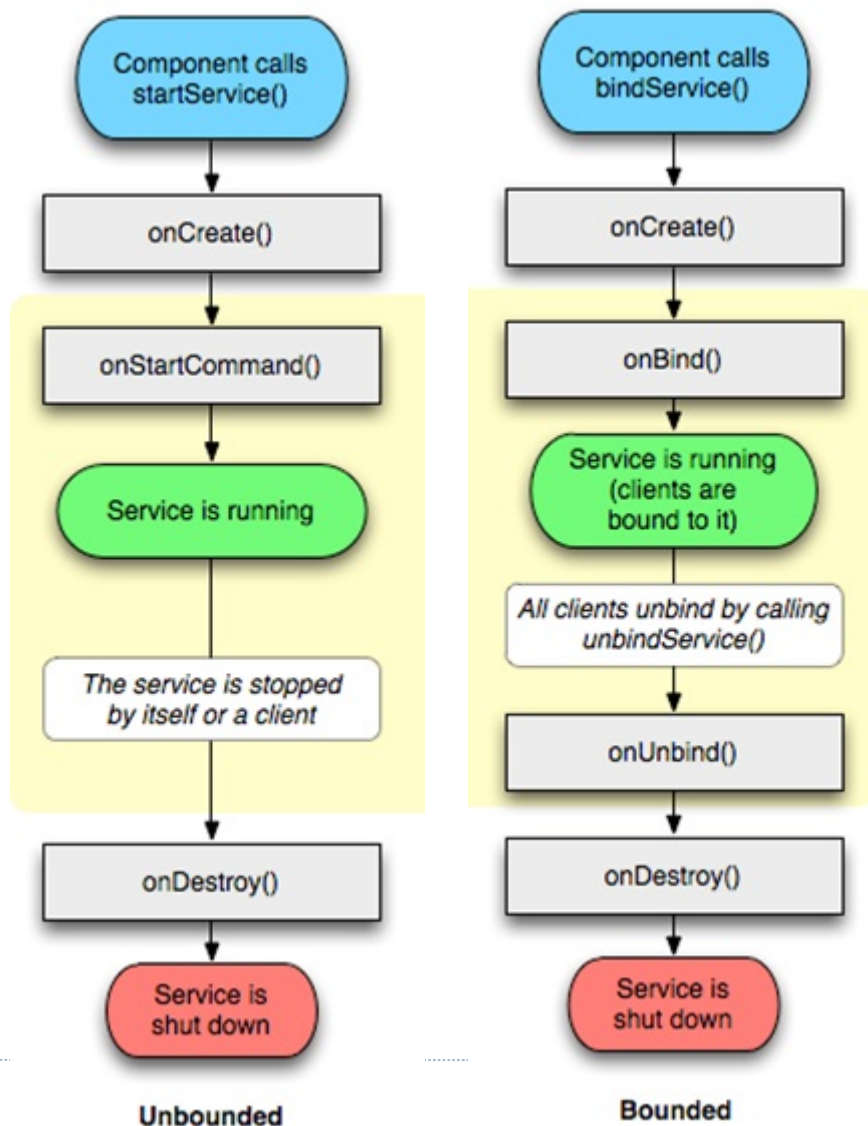 Component calls
startService()
onCreate()
onStartCommand()
Service is running
The service is stopped
by itself or a client
onDestroy()
Service is
shut down
Unbounded
Component calls
bindService()
onCreate()
onBind()
Service is running
(clients are
bound to it)
All clients unbind by calling
unbindService()
onUnbind()
onDestroy()
Service is
shut down
Bounded